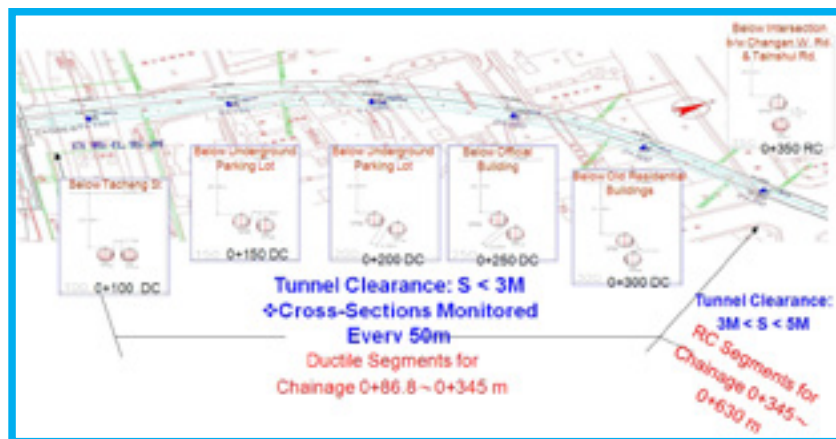 Below Intersection
b/w Changan W. Rd.
& Tainshui Rd.
0+350 RC
Below Tacheng St.
0+100 DC
Below Underground
Parking Lot
0+150 DC
Below Underground
Parking Lot
0+200 DC
Below Official
Building
0+250 DC
Below Old Residential
Buildings
0+300 DC
Tunnel Clearance: S < 3M
❖Cross-Sections Monitored
Every 50m
Ductile Segments for
Chainage 0+86.8~0+345 m
Tunnel Clearance:
3M < S < 5M
RC Segments for
Chainage 0+345~
0+630 m